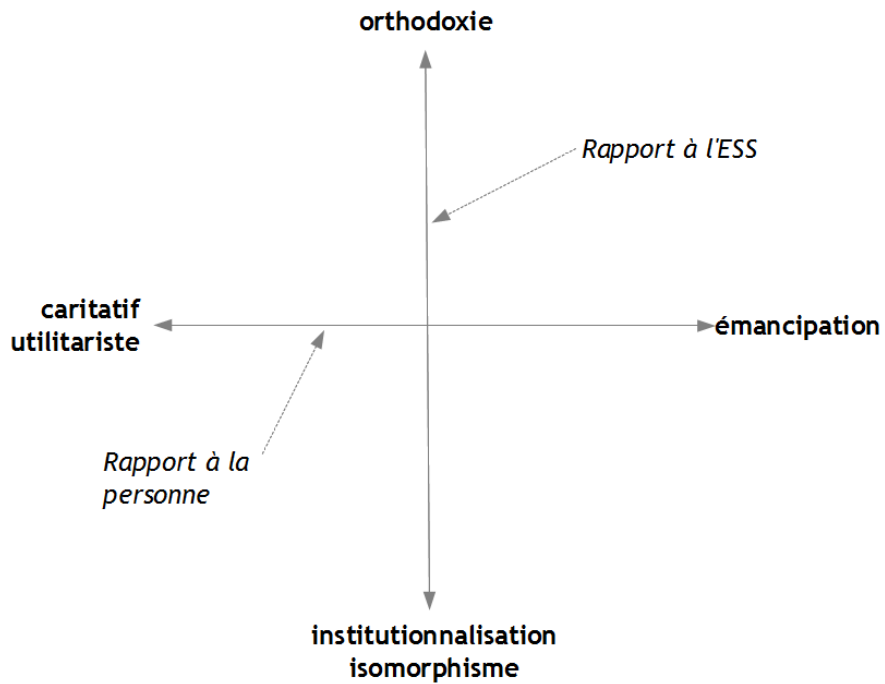 orthodoxie
Rapport à l'ESS
caritatif
utilitariste
émancipation
Rapport à la
personne
institutionnalisation
isomorphisme